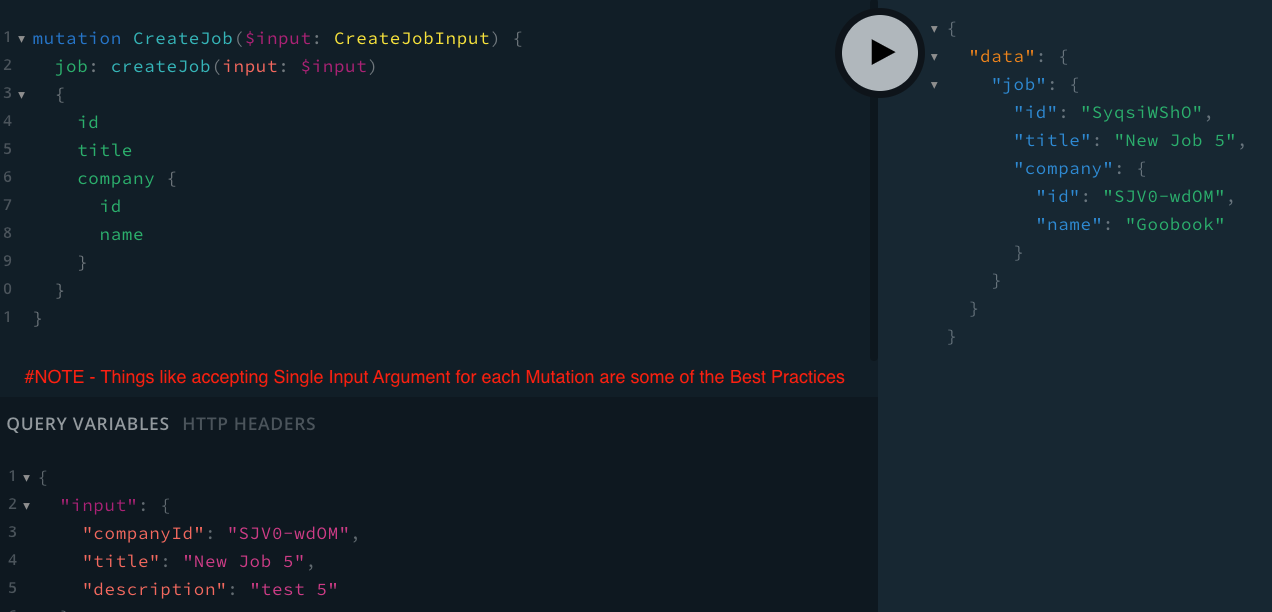 1 mutation CreateJob($input: CreateJobInput) {
2 job: createJob(input: $input)
3 {
4 id
5 title
6 company {
7 id
8 name
9 }
0 }
1 }
#NOTE - Things like accepting Single Input Argument for each Mutation are some of the Best Practices
QUERY VARIABLES HTTP HEADERS
1 {
2 "input": {
3 "companyId": "SJV0-wdOM",
4 "title": "New Job 5",
5 "description": "test 5"
{
"data": {
"job": {
"id": "SyqsiWShO",
"title": "New Job 5",
"company": {
"id": "SJV0-wdOM",
"name": "Goobook"
}
}
}
}